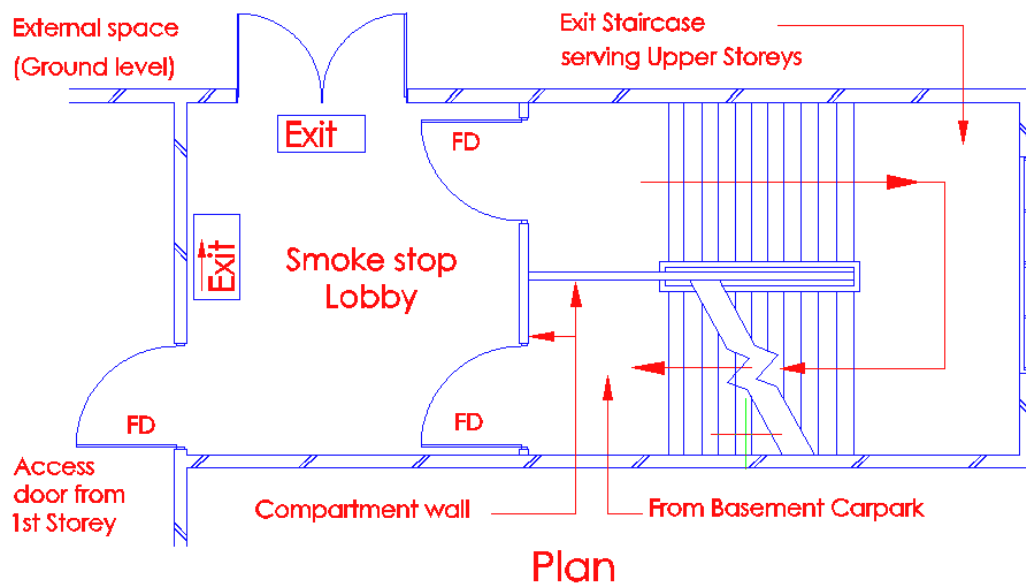 External space
(Ground level)
Exit Staircase
serving Upper Storeys
Exit
FD
Exit
Smoke stop
Lobby
FD
FD
Access
door from
1st Storey
Compartment wall
From Basement Carpark
Plan